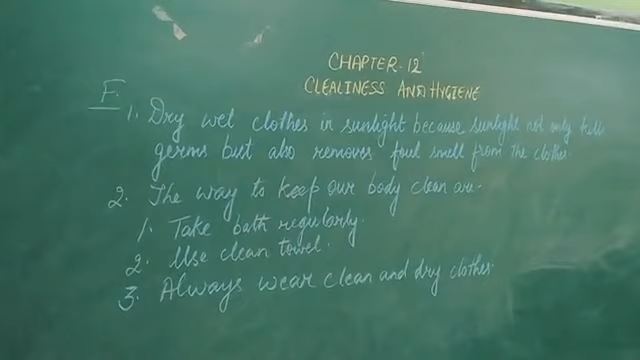 CHAPTER-12
CLEALINESS AND HYGIENE
F.
1. Dry wet clothes in sunlight because sunlight not only kills
germs but also removes foul smell from the clothes.
2. The way to keep our body clean are.
1. Take bath regularly.
2. Use clean towel.
3. Always wear clean and dry clothes.